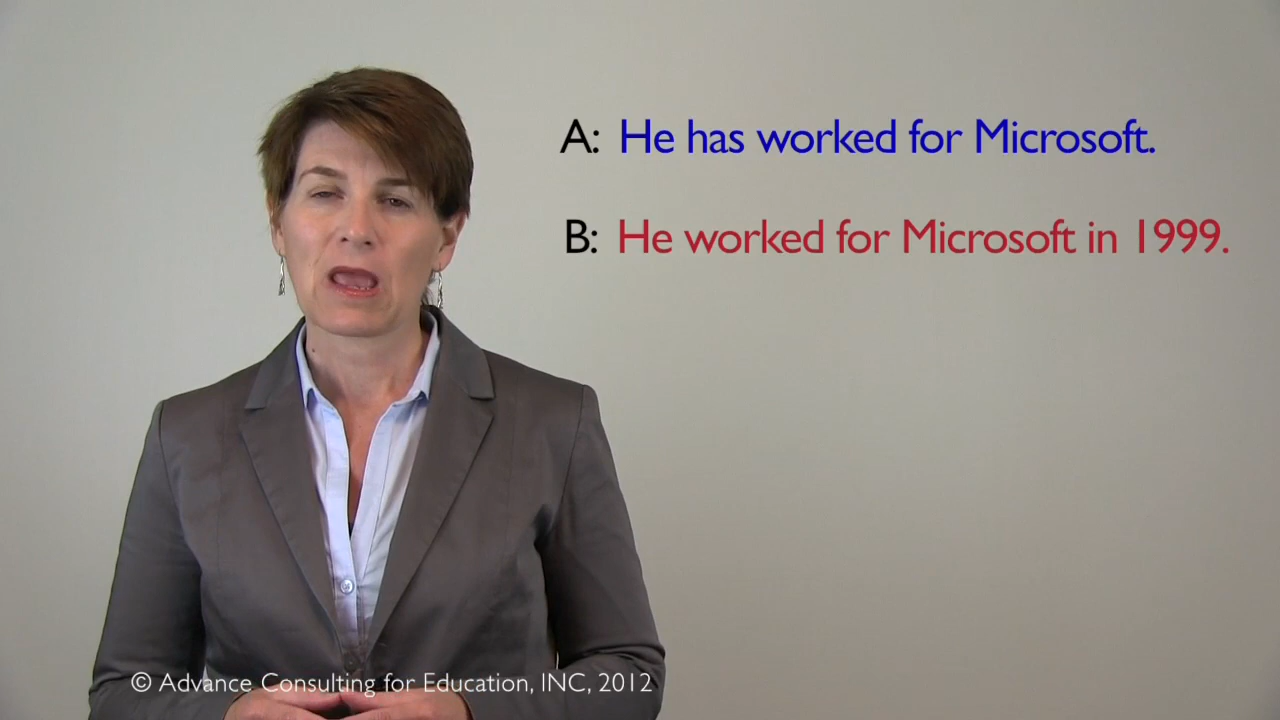 A: He has worked for Microsoft.
B: He worked for Microsoft in 1999.
© Advance Consulting for Education, INC, 2012